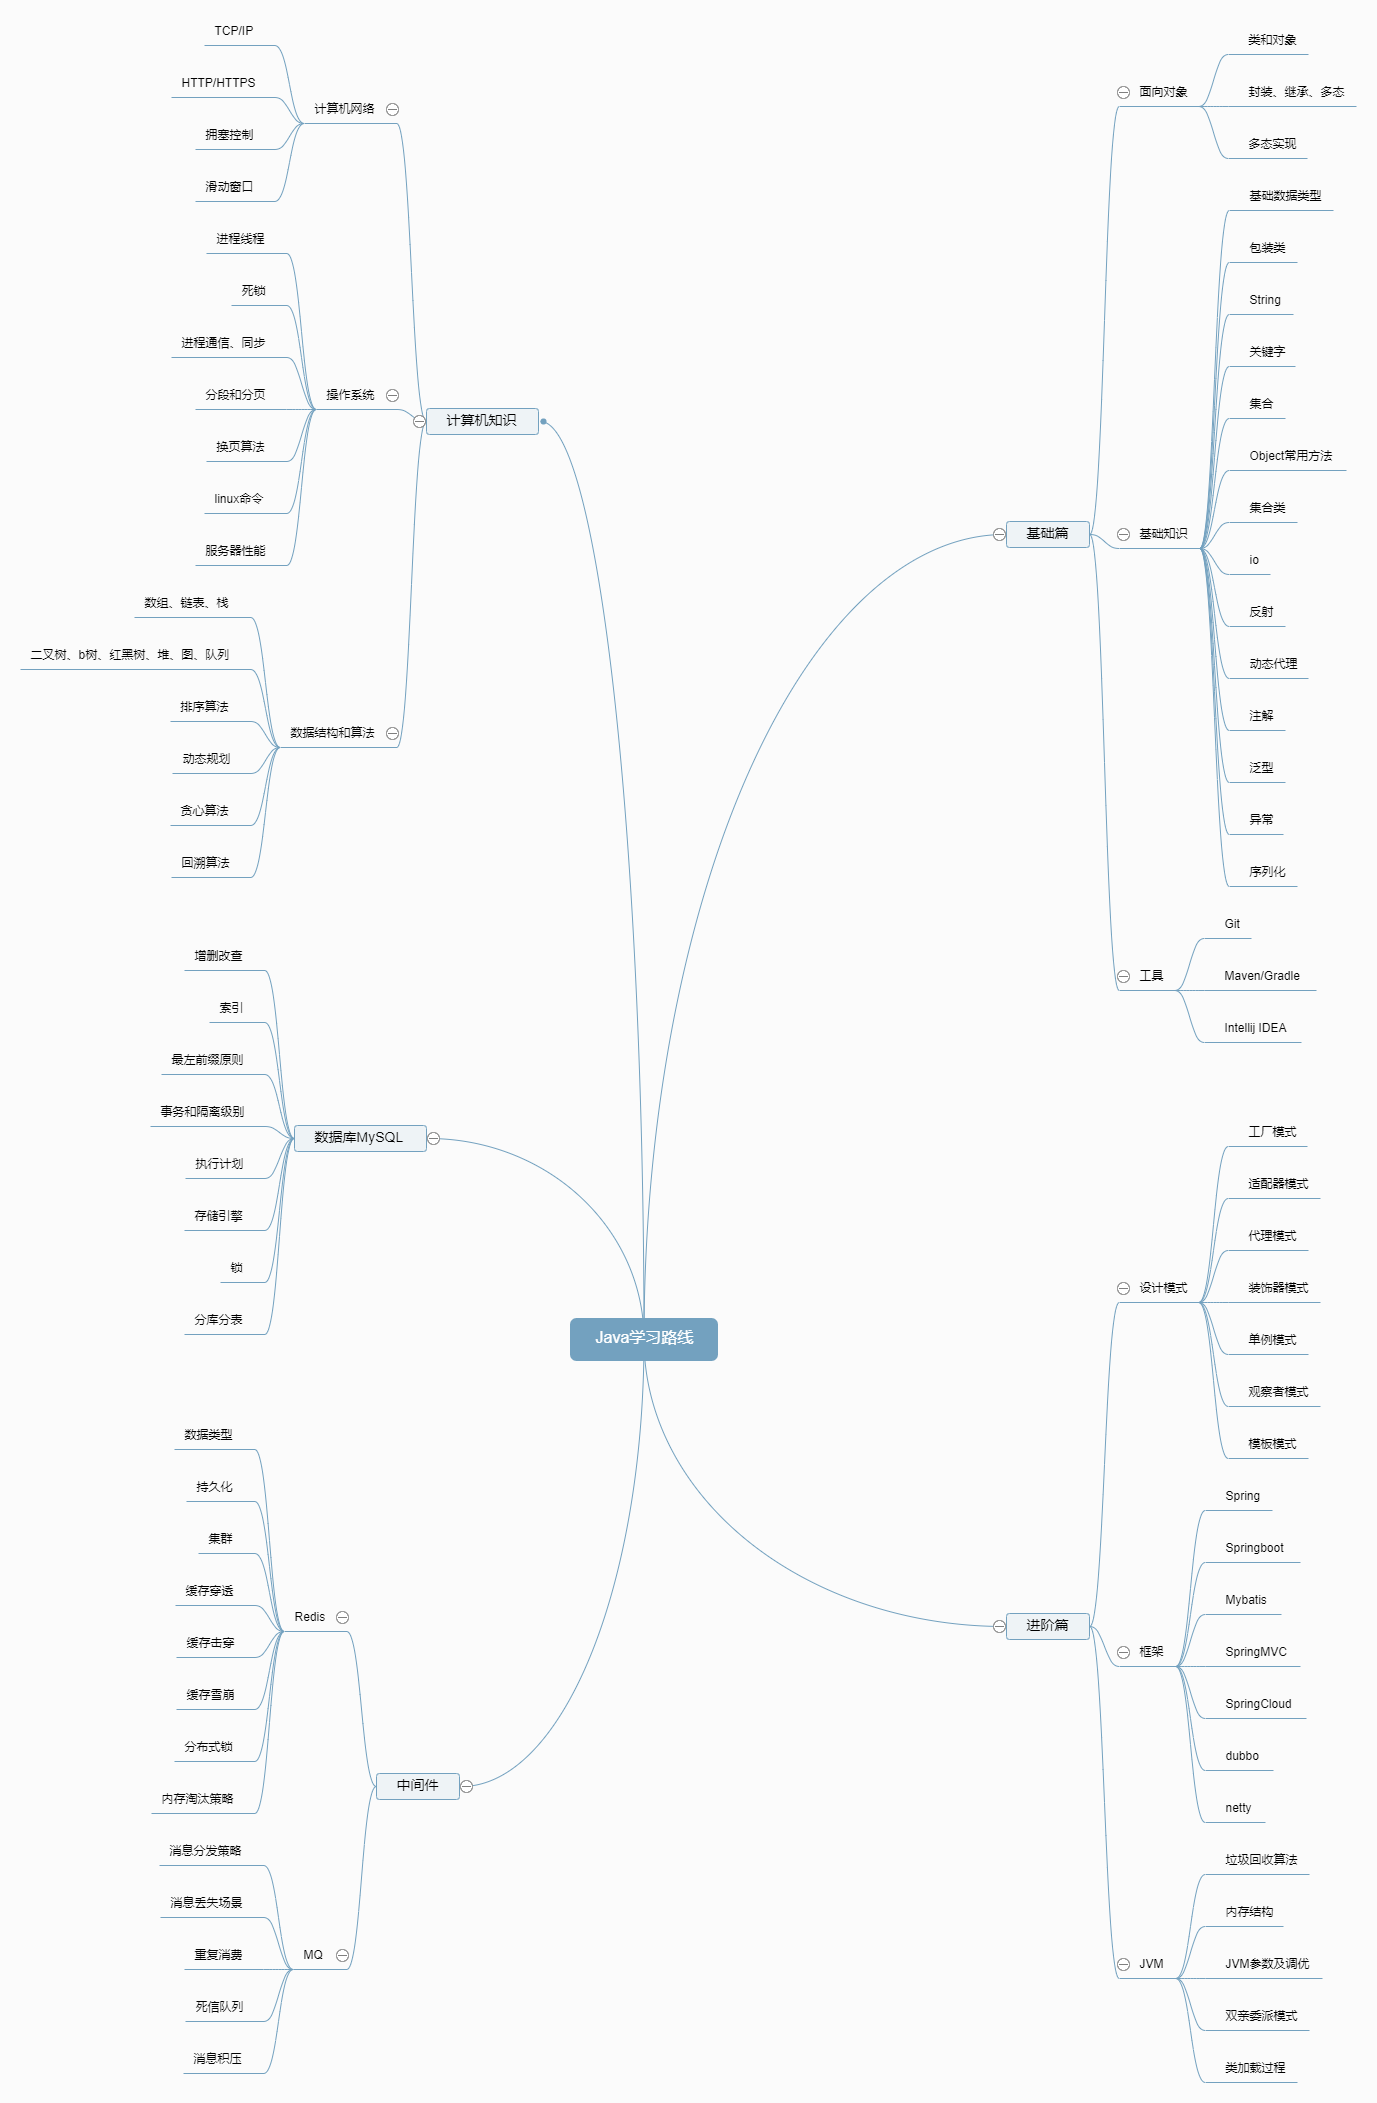 Java学习路线
基础篇
面向对象
类和对象
封装、继承、多态
多态实现
基础知识
基础数据类型
包装类
String
关键字
集合
Object常用方法
集合类
io
反射
动态代理
注解
泛型
异常
序列化
工具
Git
Maven/Gradle
Intellij IDEA
进阶篇
设计模式
工厂模式
适配器模式
代理模式
装饰器模式
单例模式
观察者模式
模板模式
框架
Spring
Springboot
Mybatis
SpringMVC
SpringCloud
dubbo
netty
JVM
垃圾回收算法
内存结构
JVM参数及调优
双亲委派模式
类加载过程
计算机知识
计算机网络
TCP/IP
HTTP/HTTPS
拥塞控制
滑动窗口
操作系统
进程线程
死锁
进程通信、同步
分段和分页
换页算法
linux命令
服务器性能
数据结构和算法
数组、链表、栈
二叉树、b树、红黑树、堆、图、队列
排序算法
动态规划
贪心算法
回溯算法
数据库MySQL
增删改查
索引
最左前缀原则
事务和隔离级别
执行计划
存储引擎
锁
分库分表
中间件
Redis
数据类型
持久化
集群
缓存穿透
缓存击穿
缓存雪崩
分布式锁
内存淘汰策略
MQ
消息分发策略
消息丢失场景
重复消费
死信队列
消息积压